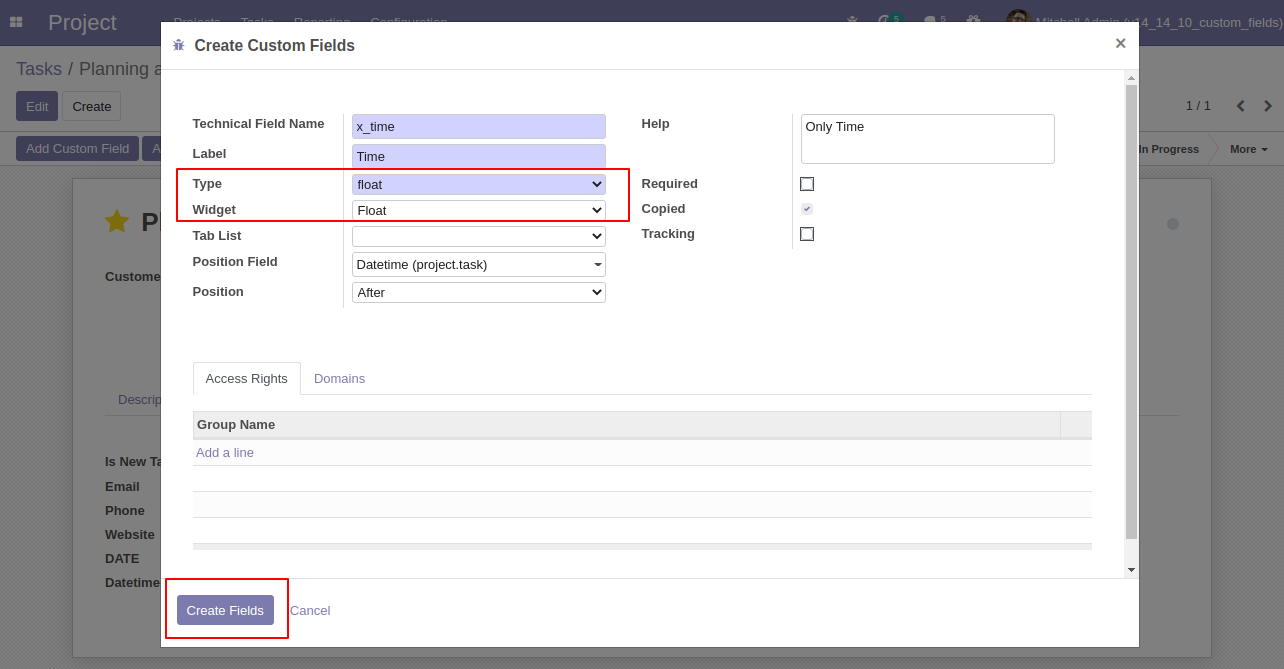 Project Projects Tasks Reporting Configuration 5 5 Mitchell Admin (v14_14_10_custom_fields)
Create Custom Fields ×
Tasks / Planning a
Edit Create 1 / 1
Add Custom Field A In Progress More
Technical Field Name x_time
Label Time
Type float
Widget Float
Tab List
Position Field Datetime (project.task)
Position After
Help Only Time
Required
Copied
Tracking
Pl
Custome
Access Rights Domains
Descrip
Group Name
Add a line
Is New Ta
Email
Phone
Website
DATE
Datetime
Create Fields Cancel